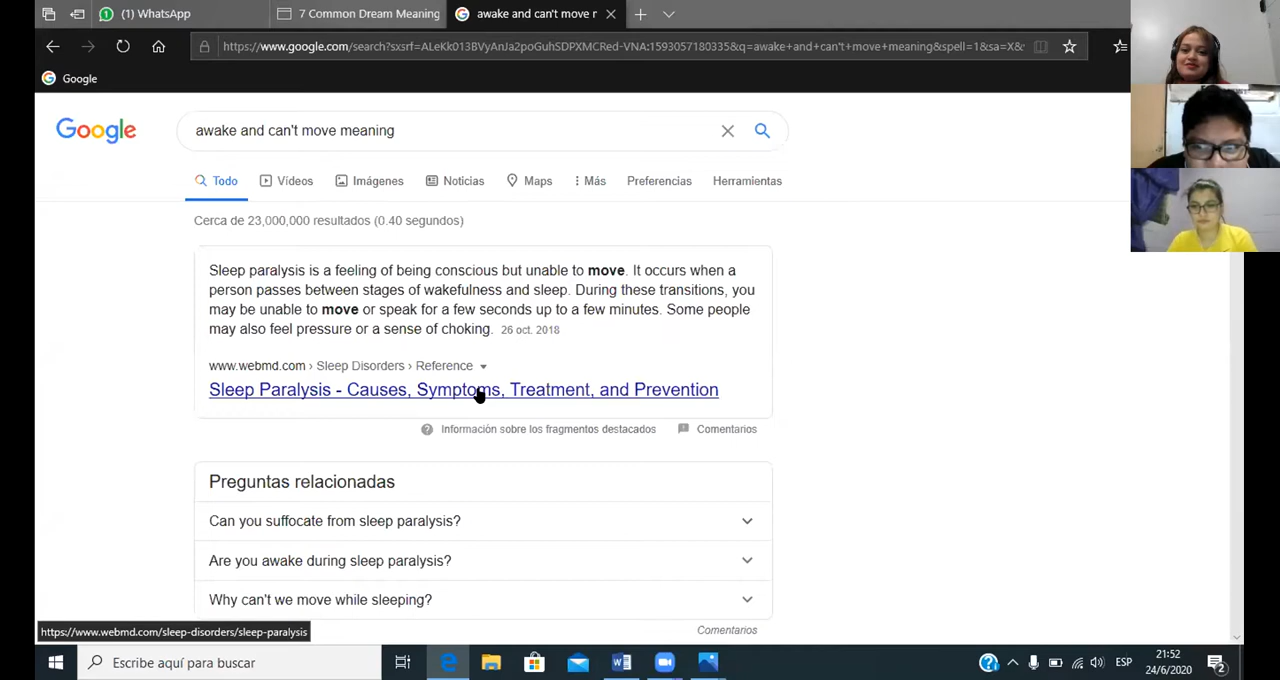 (1) WhatsApp
7 Common Dream Meaning
awake and can't move r
https://www.google.com/search?sxsrf=ALeKk013BVyAnJa2poGuhSDPXMCRed-VNA:1593057180335&q=awake+and+can't+move+meaning&spell=1&sa=X&
Google
Google
awake and can't move meaning
Todo
Vídeos
Imágenes
Noticias
Maps
Más
Preferencias
Herramientas
Cerca de 23,000,000 resultados (0.40 segundos)
Sleep paralysis is a feeling of being conscious but unable to move. It occurs when a
person passes between stages of wakefulness and sleep. During these transitions, you
may be unable to move or speak for a few seconds up to a few minutes. Some people
may also feel pressure or a sense of choking. 26 oct. 2018
www.webmd.com › Sleep Disorders › Reference
Sleep Paralysis - Causes, Symptoms, Treatment, and Prevention
Información sobre los fragmentos destacados
Comentarios
Preguntas relacionadas
Can you suffocate from sleep paralysis?
Are you awake during sleep paralysis?
Why can't we move while sleeping?
Comentarios
https://www.webmd.com/sleep-disorders/sleep-paralysis
Escribe aquí para buscar
ESP
21:52
24/6/2020
2